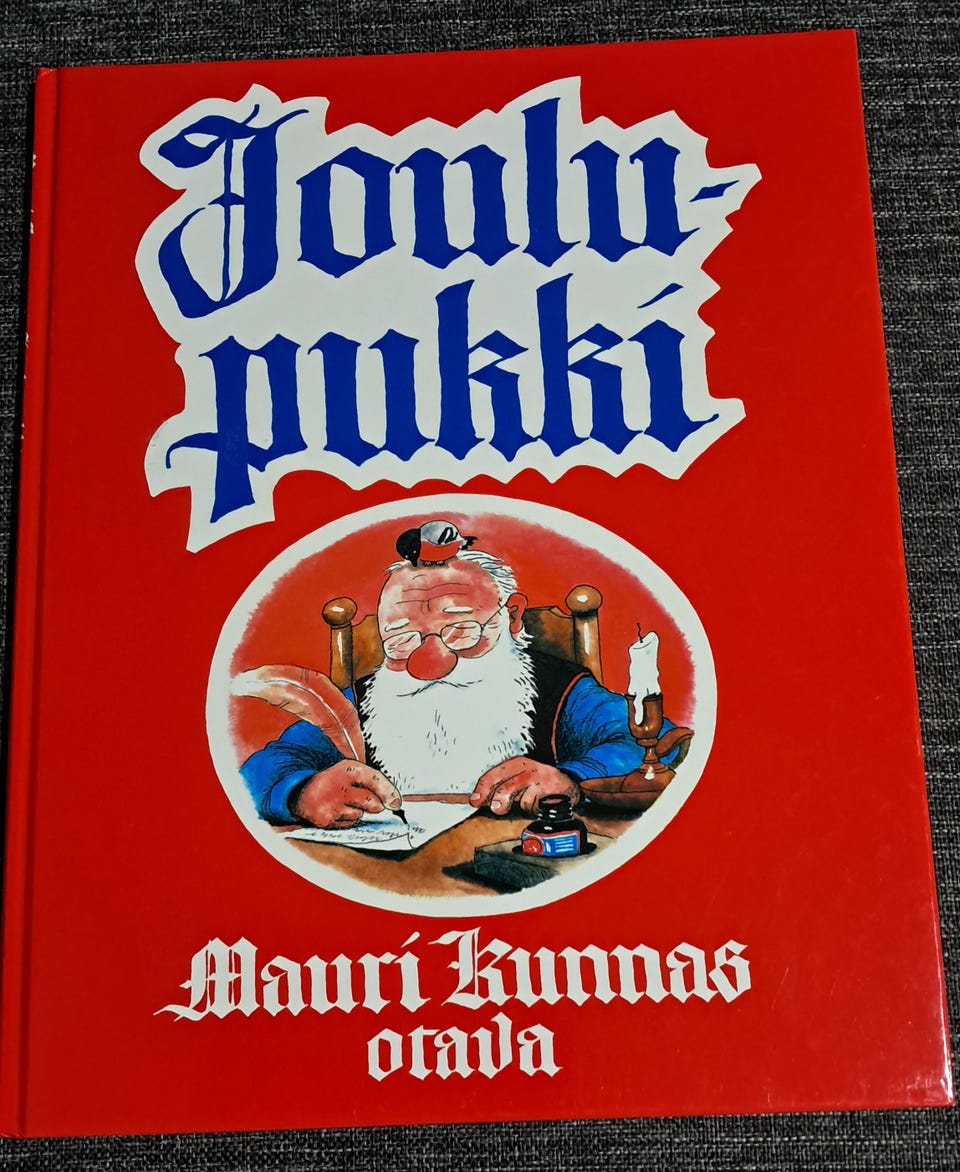 Joulu-
pukki
Mauri Kunnas
otava